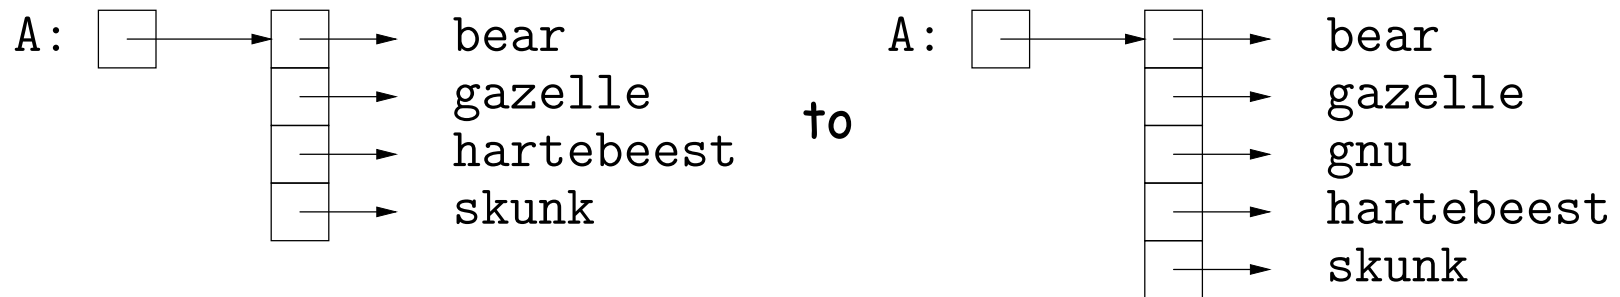 A: bear
gazelle
hartebeest
skunk
to
A: bear
gazelle
gnu
hartebeest
skunk